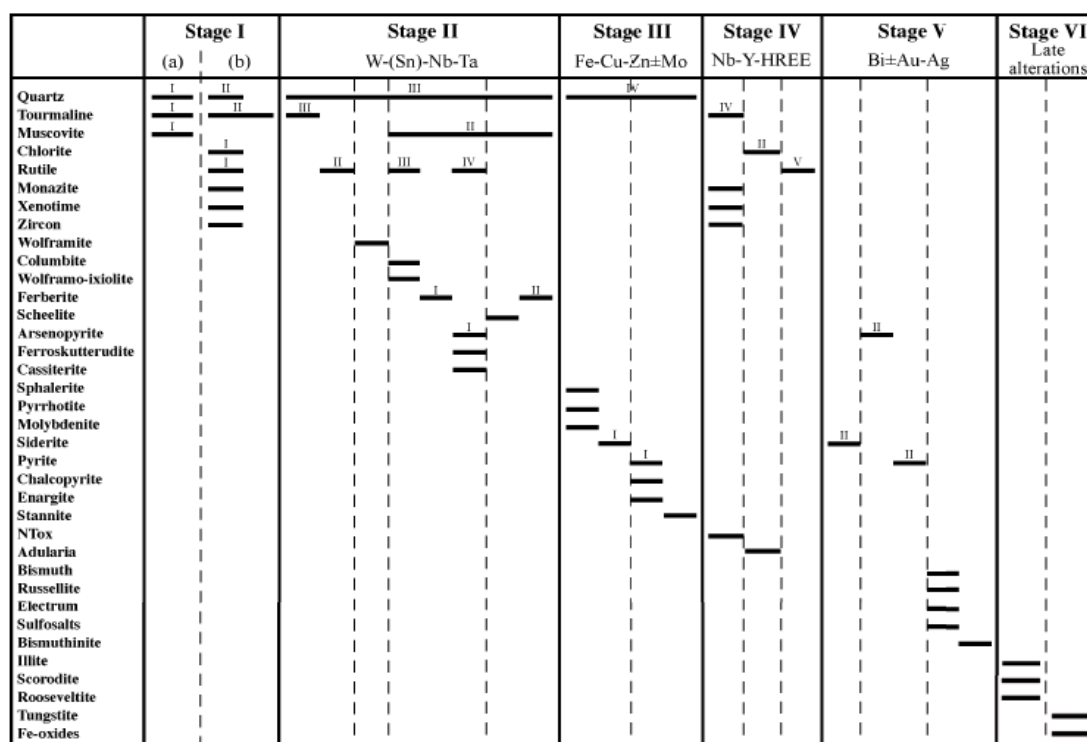 Stage I Stage II Stage III Stage IV Stage V Stage VI
(a) (b) W-(Sn)-Nb-Ta Fe-Cu-Zn±Mo Nb-Y-HREE Bi±Au-Ag Late
alterations
Quartz I II III IV
Tourmaline I II III IV
Muscovite I II
Chlorite I II
Rutile I II III IV V
Monazite
Xenotime
Zircon
Wolframite
Columbite
Wolframo-ixiolite
Ferberite I II
Scheelite
Arsenopyrite I II
Ferroskutterudite
Cassiterite
Sphalerite
Pyrrhotite
Molybdenite
Siderite I II
Pyrite I II
Chalcopyrite
Enargite
Stannite
NTox
Adularia
Bismuth
Russellite
Electrum
Sulfosalts
Bismuthinite
Illite
Scorodite
Rooseveltite
Tungstite
Fe-oxides